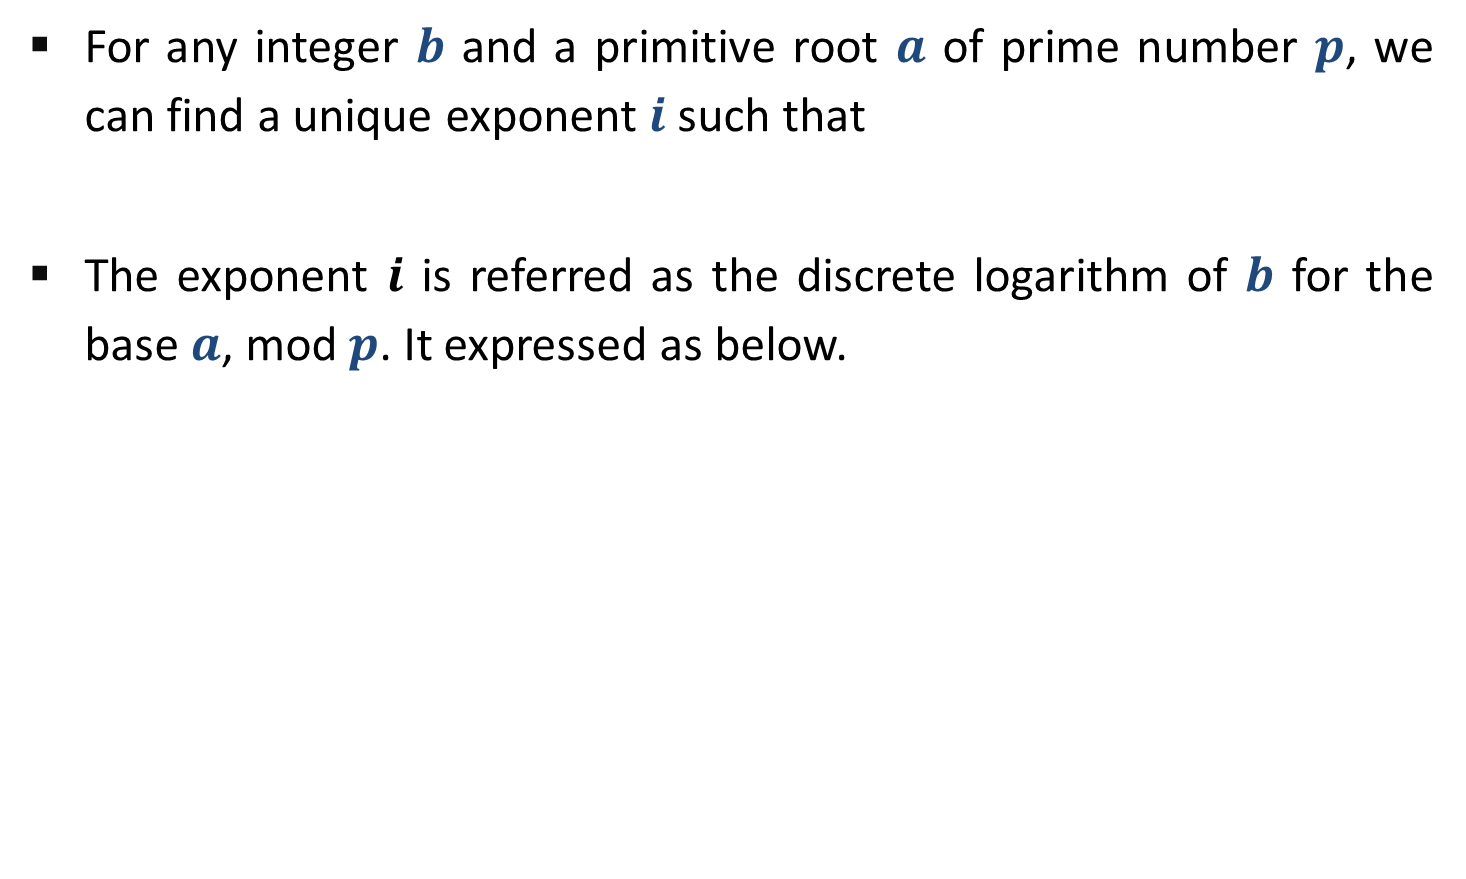 ▪ For any integer b and a primitive root a of prime number p, we
can find a unique exponent i such that
▪ The exponent i is referred as the discrete logarithm of b for the
base a, mod p. It expressed as below.